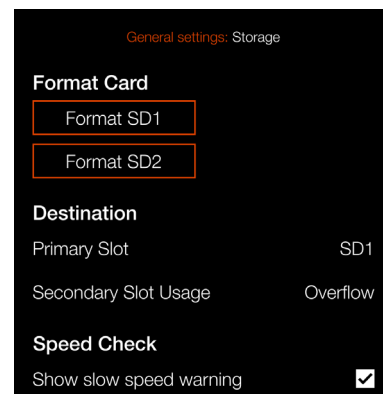 General settings: Storage
Format Card
Format SD1
Format SD2
Destination
Primary Slot SD1
Secondary Slot Usage Overflow
Speed Check
Show slow speed warning